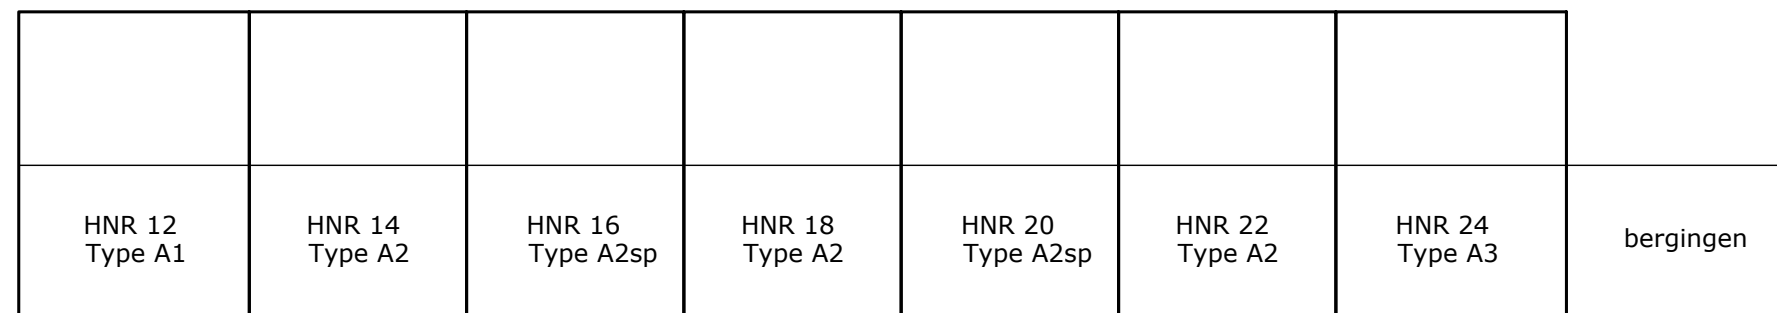 HNR 12
Type A1
HNR 14
Type A2
HNR 16
Type A2sp
HNR 18
Type A2
HNR 20
Type A2sp
HNR 22
Type A2
HNR 24
Type A3
bergingen